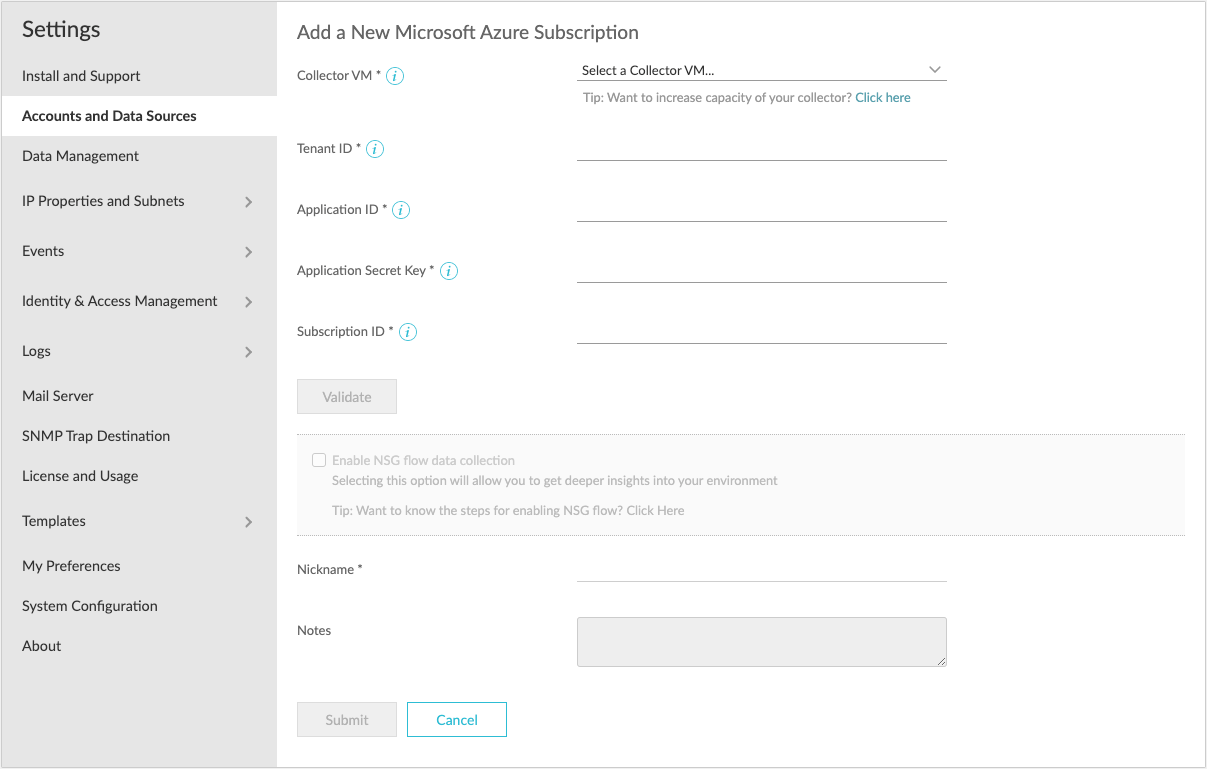 Settings
Install and Support
Accounts and Data Sources
Data Management
IP Properties and Subnets
Events
Identity & Access Management
Logs
Mail Server
SNMP Trap Destination
License and Usage
Templates
My Preferences
System Configuration
About
Add a New Microsoft Azure Subscription
Collector VM * i
Select a Collector VM...
Tip: Want to increase capacity of your collector? Click here
Tenant ID * i
Application ID * i
Application Secret Key * i
Subscription ID * i
Validate
Enable NSG flow data collection
Selecting this option will allow you to get deeper insights into your environment
Tip: Want to know the steps for enabling NSG flow? Click Here
Nickname *
Notes
Submit
Cancel